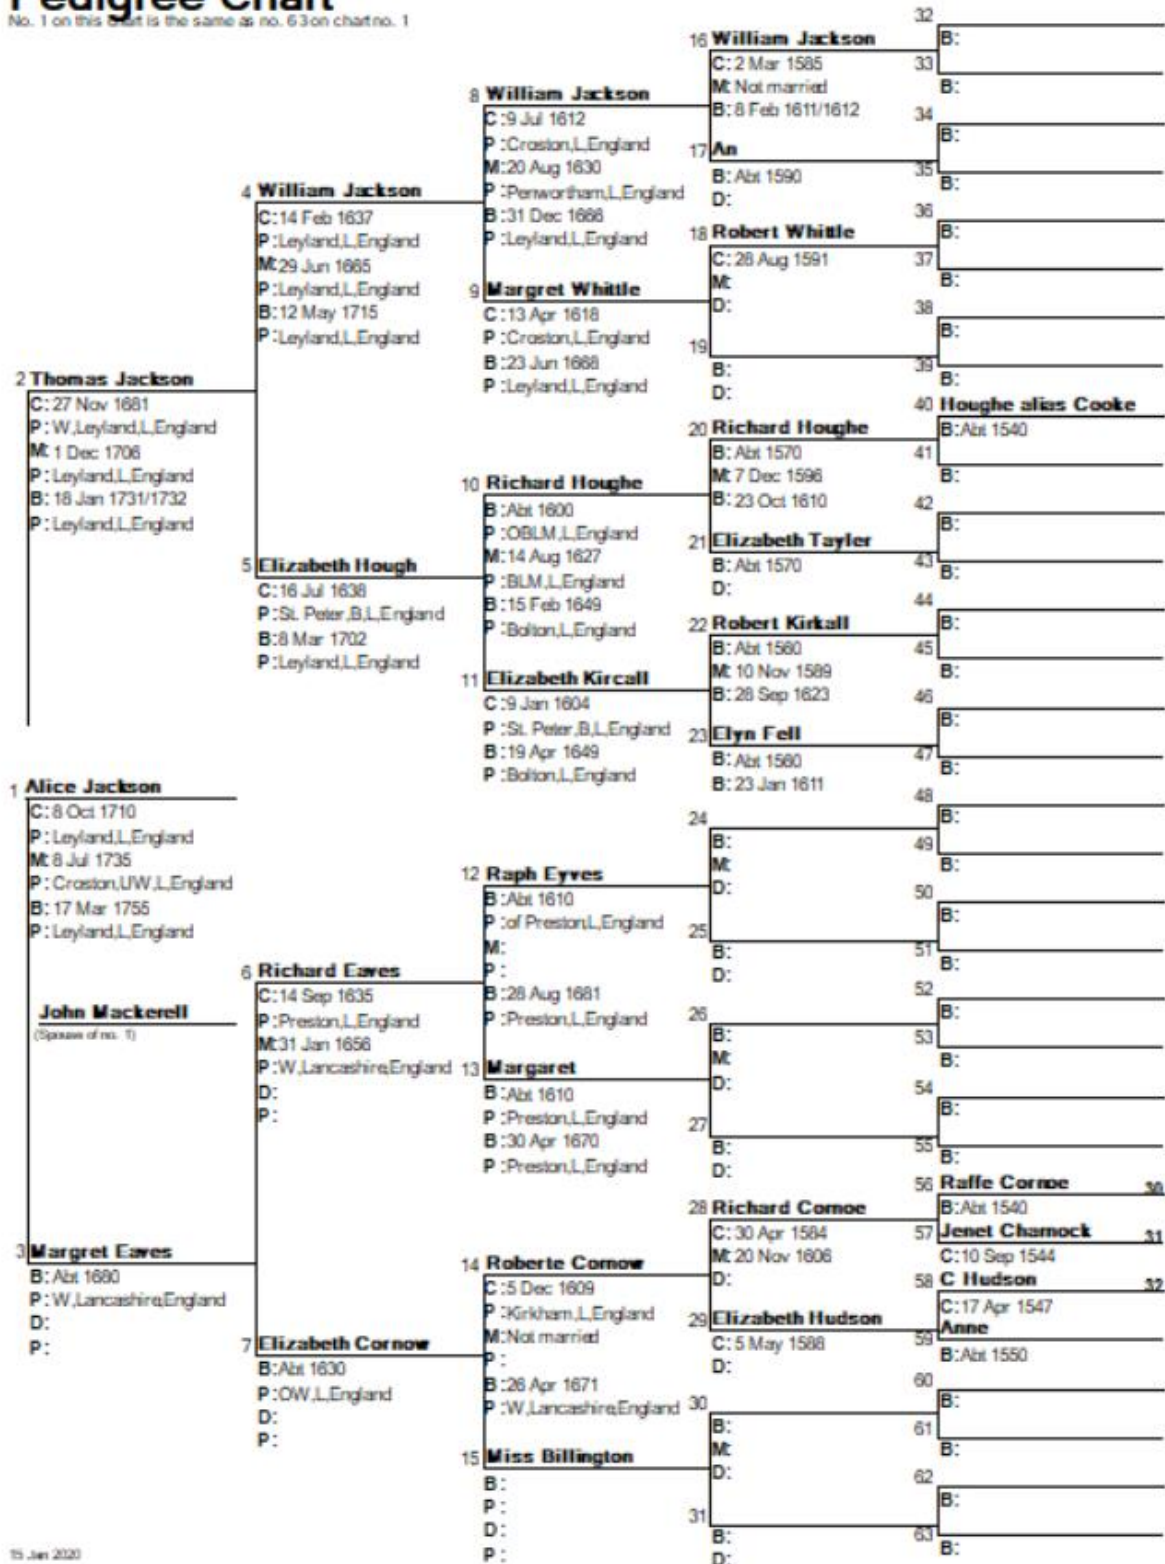 Pedigree Chart
No. 1 on this chart is the same as no. 63 on chart no. 1
2 Thomas Jackson
C: 27 Nov 1681
P: W,Leyland,L,England
M: 1 Dec 1706
P: Leyland,L,England
B: 18 Jan 1731/1732
P: Leyland,L,England
1 Alice Jackson
C: 8 Oct 1710
P: Leyland,L,England
M: 8 Jul 1735
P: Croston,UW,L,England
B: 17 Mar 1755
P: Leyland,L,England
John Mackerell
(Spouse of no. 1)
3 Margret Eaves
B: Abt 1680
P: W,Lancashire,England
D:
P:
15 Jan 2020
4 William Jackson
C: 14 Feb 1637
P: Leyland,L,England
M: 29 Jun 1665
P: Leyland,L,England
B: 12 May 1715
P: Leyland,L,England
5 Elizabeth Hough
C: 16 Jul 1638
P: St. Peter,B,L,England
B: 8 Mar 1702
P: Leyland,L,England
6 Richard Eaves
C: 14 Sep 1635
P: Preston,L,England
M: 31 Jan 1656
P: W,Lancashire,England
D:
P:
7 Elizabeth Cornow
B: Abt 1630
P: OW,L,England
D:
P:
8 William Jackson
C: 9 Jul 1612
P: Croston,L,England
M: 20 Aug 1630
P: Penwortham,L,England
B: 31 Dec 1666
P: Leyland,L,England
9 Margret Whittle
C: 13 Apr 1618
P: Croston,L,England
B: 23 Jun 1668
P: Leyland,L,England
10 Richard Houghe
B: Abt 1600
P: OBLM,L,England
M: 14 Aug 1627
P: BLM,L,England
B: 15 Feb 1649
P: Bolton,L,England
11 Elizabeth Kircall
C: 9 Jan 1604
P: St. Peter,B,L,England
B: 19 Apr 1649
P: Bolton,L,England
12 Raph Eyves
B: Abt 1610
P: of Preston,L,England
M:
P:
B: 28 Aug 1681
P: Preston,L,England
13 Margaret
B: Abt 1610
P: Preston,L,England
B: 30 Apr 1670
P: Preston,L,England
14 Roberte Cornow
C: 5 Dec 1609
P: Kirkham,L,England
M: Not married
P:
B: 26 Apr 1671
P: W,Lancashire,England
15 Miss Billington
B:
P:
D:
P:
16 William Jackson
C: 2 Mar 1585
M: Not married
B: 8 Feb 1611/1612
17 An
B: Abt 1590
D:
18 Robert Whittle
C: 28 Aug 1591
M:
D:
19
B:
D:
20 Richard Houghe
B: Abt 1570
M: 7 Dec 1596
B: 23 Oct 1610
21 Elizabeth Tayler
B: Abt 1570
D:
22 Robert Kirkall
B: Abt 1560
M: 10 Nov 1589
B: 28 Sep 1623
23 Elyn Fell
B: Abt 1560
B: 23 Jan 1611
24
B:
M:
D:
25
B:
D:
26
B:
M:
D:
27
B:
D:
28 Richard Cornoe
C: 30 Apr 1584
M: 20 Nov 1606
D:
29 Elizabeth Hudson
C: 5 May 1588
D:
30
B:
M:
D:
31
B:
D:
32
B:
33
B:
34
B:
35
B:
36
B:
37
B:
38
B:
39
B:
40 Houghe alias Cooke
B: Abt 1540
41
B:
42
B:
43
B:
44
B:
45
B:
46
B:
47
B:
48
B:
49
B:
50
B:
51
B:
52
B:
53
B:
54
B:
55
B:
56 Raffe Cornoe 30
B: Abt 1540
57 Jenet Charnock 31
C: 10 Sep 1544
58 C Hudson 32
C: 17 Apr 1547
59 Anne
B: Abt 1550
60
B:
61
B:
62
B:
63
B: